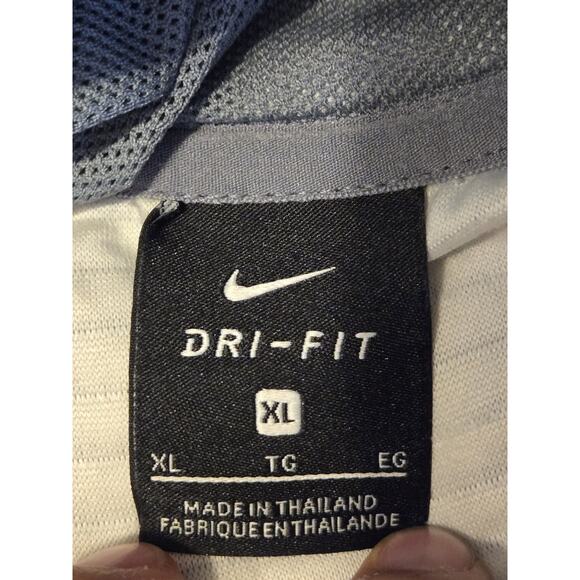 DRI-FIT
XL
XL TG EG
MADE IN THAILAND
FABRIQUE EN THAILANDE